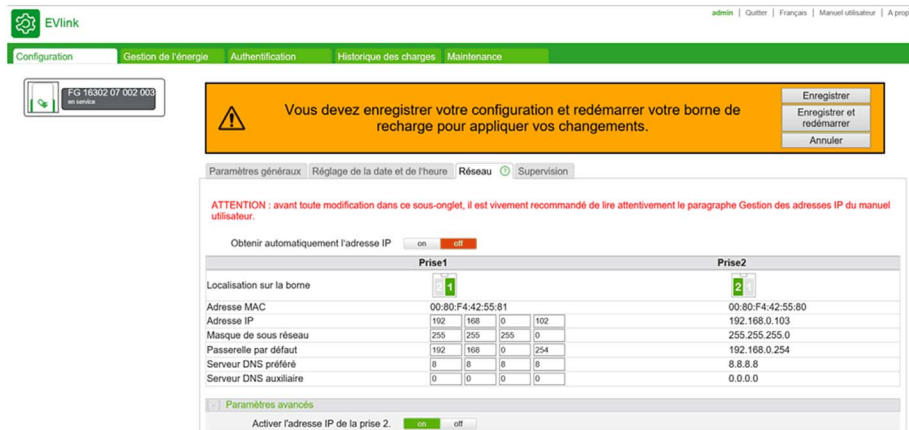 admin | Quitter | Français | Manuel utilisateur | A prop
EVlink
Configuration Gestion de l'énergie Authentification Historique des charges Maintenance
FG 16302 07 002 003
en service
Vous devez enregistrer votre configuration et redémarrer votre borne de
recharge pour appliquer vos changements.
Enregistrer
Enregistrer et
redémarrer
Annuler
Paramètres généraux Réglage de la date et de l'heure Réseau ? Supervision
ATTENTION : avant toute modification dans ce sous-onglet, il est vivement recommandé de lire attentivement le paragraphe Gestion des adresses IP du manuel
utilisateur.
Obtenir automatiquement l'adresse IP on off
Prise1 Prise2
Localisation sur la borne 2 1 2 1
Adresse MAC 00:80:F4:42:55:81 00:80:F4:42:55:80
Adresse IP 192 168 0 102 192.168.0.103
Masque de sous réseau 255 255 255 0 255.255.255.0
Passerelle par défaut 192 168 0 254 192.168.0.254
Serveur DNS préféré 8 8 8 8 8.8.8.8
Serveur DNS auxiliaire 0 0 0 0 0.0.0.0
[-] Paramètres avancés
Activer l'adresse IP de la prise 2. on off